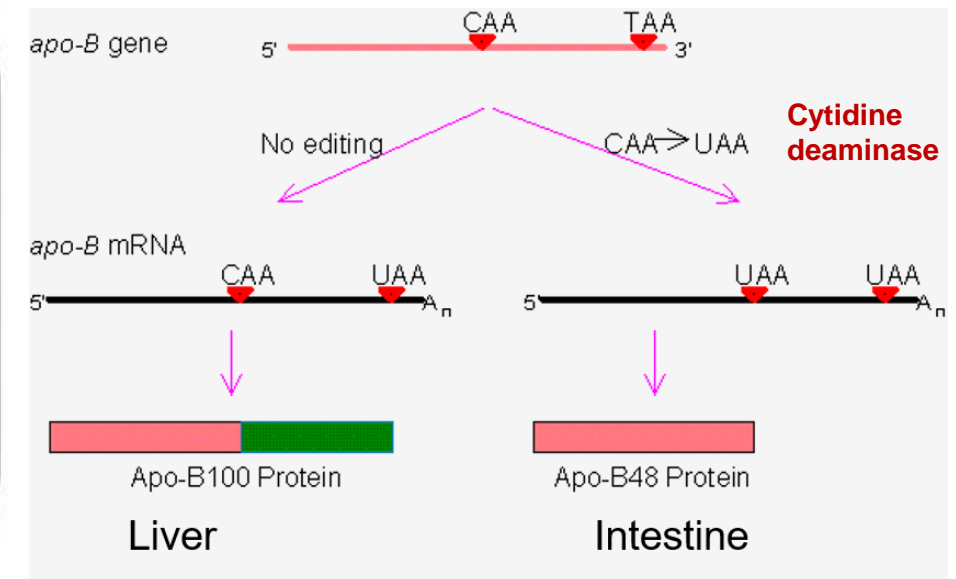 CAA TAA
apo-B gene 5' 3'
Cytidine
deaminase
No editing CAA→UAA
apo-B mRNA
CAA UAA UAA UAA
5' An 5' An
Apo-B100 Protein Apo-B48 Protein
Liver Intestine